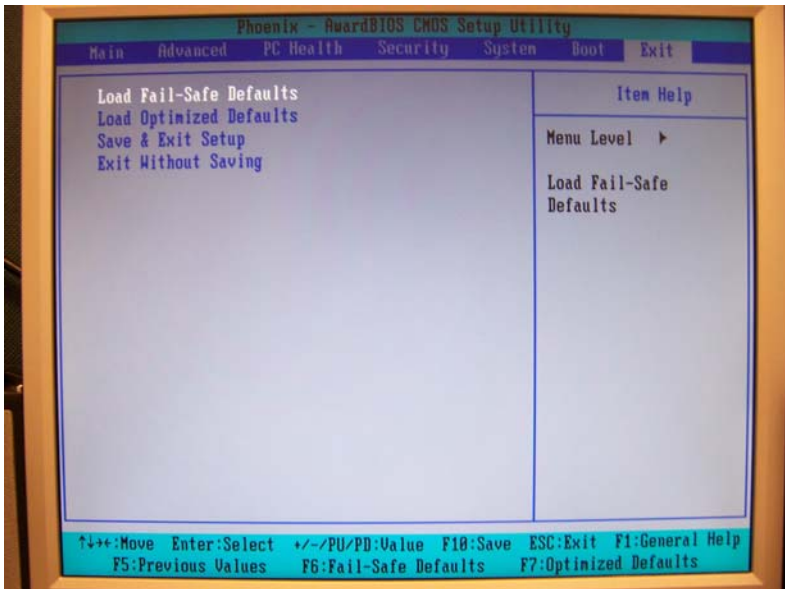 Phoenix - AwardBIOS CMOS Setup Utility
Main Advanced PC Health Security System Boot Exit
Load Fail-Safe Defaults
Load Optimized Defaults
Save & Exit Setup
Exit Without Saving
Item Help
Menu Level ►
Load Fail-Safe
Defaults
↑↓→←:Move Enter:Select +/-/PU/PD:Value F10:Save ESC:Exit F1:General Help
F5:Previous Values F6:Fail-Safe Defaults F7:Optimized Defaults